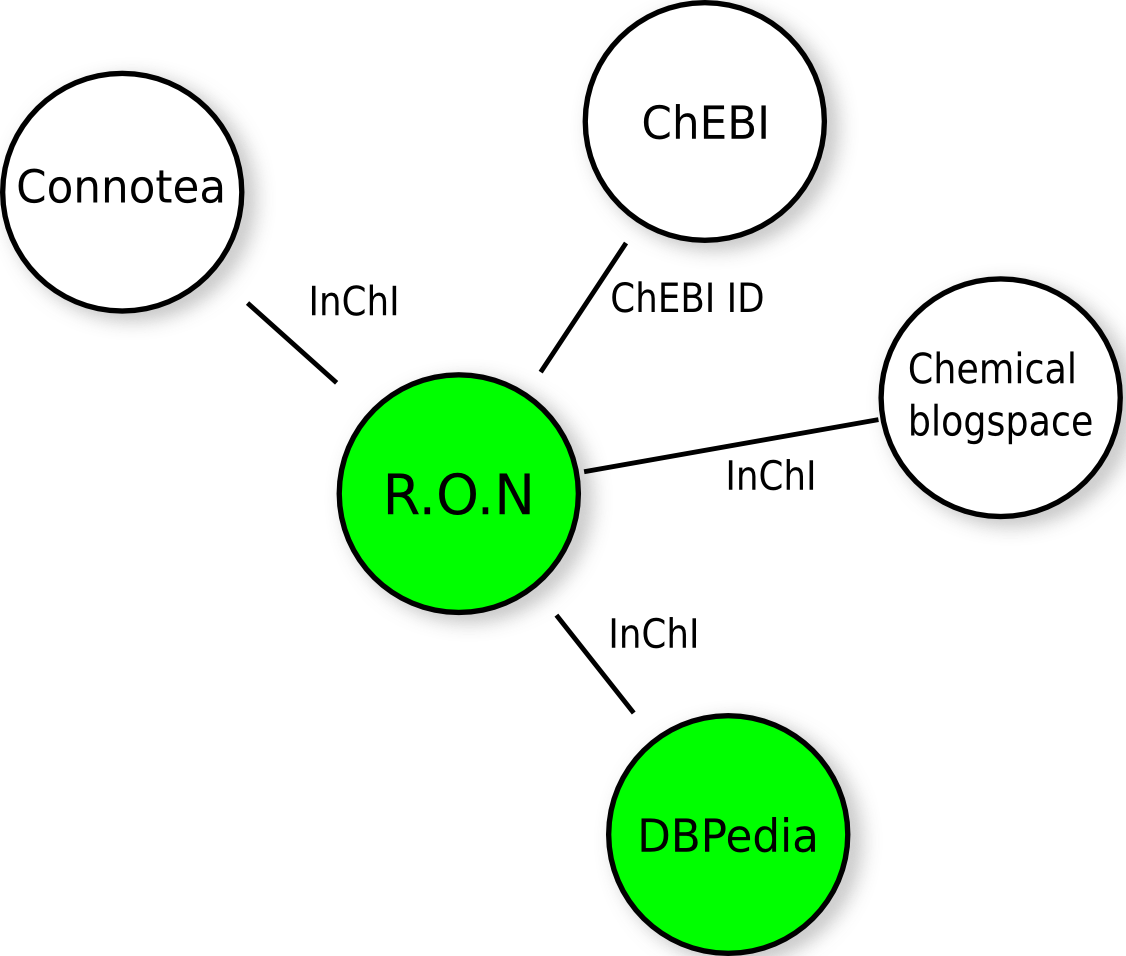 ChEBI
Connotea
InChI
ChEBI ID
Chemical
blogspace
InChI
R.O.N
InChI
DBPedia